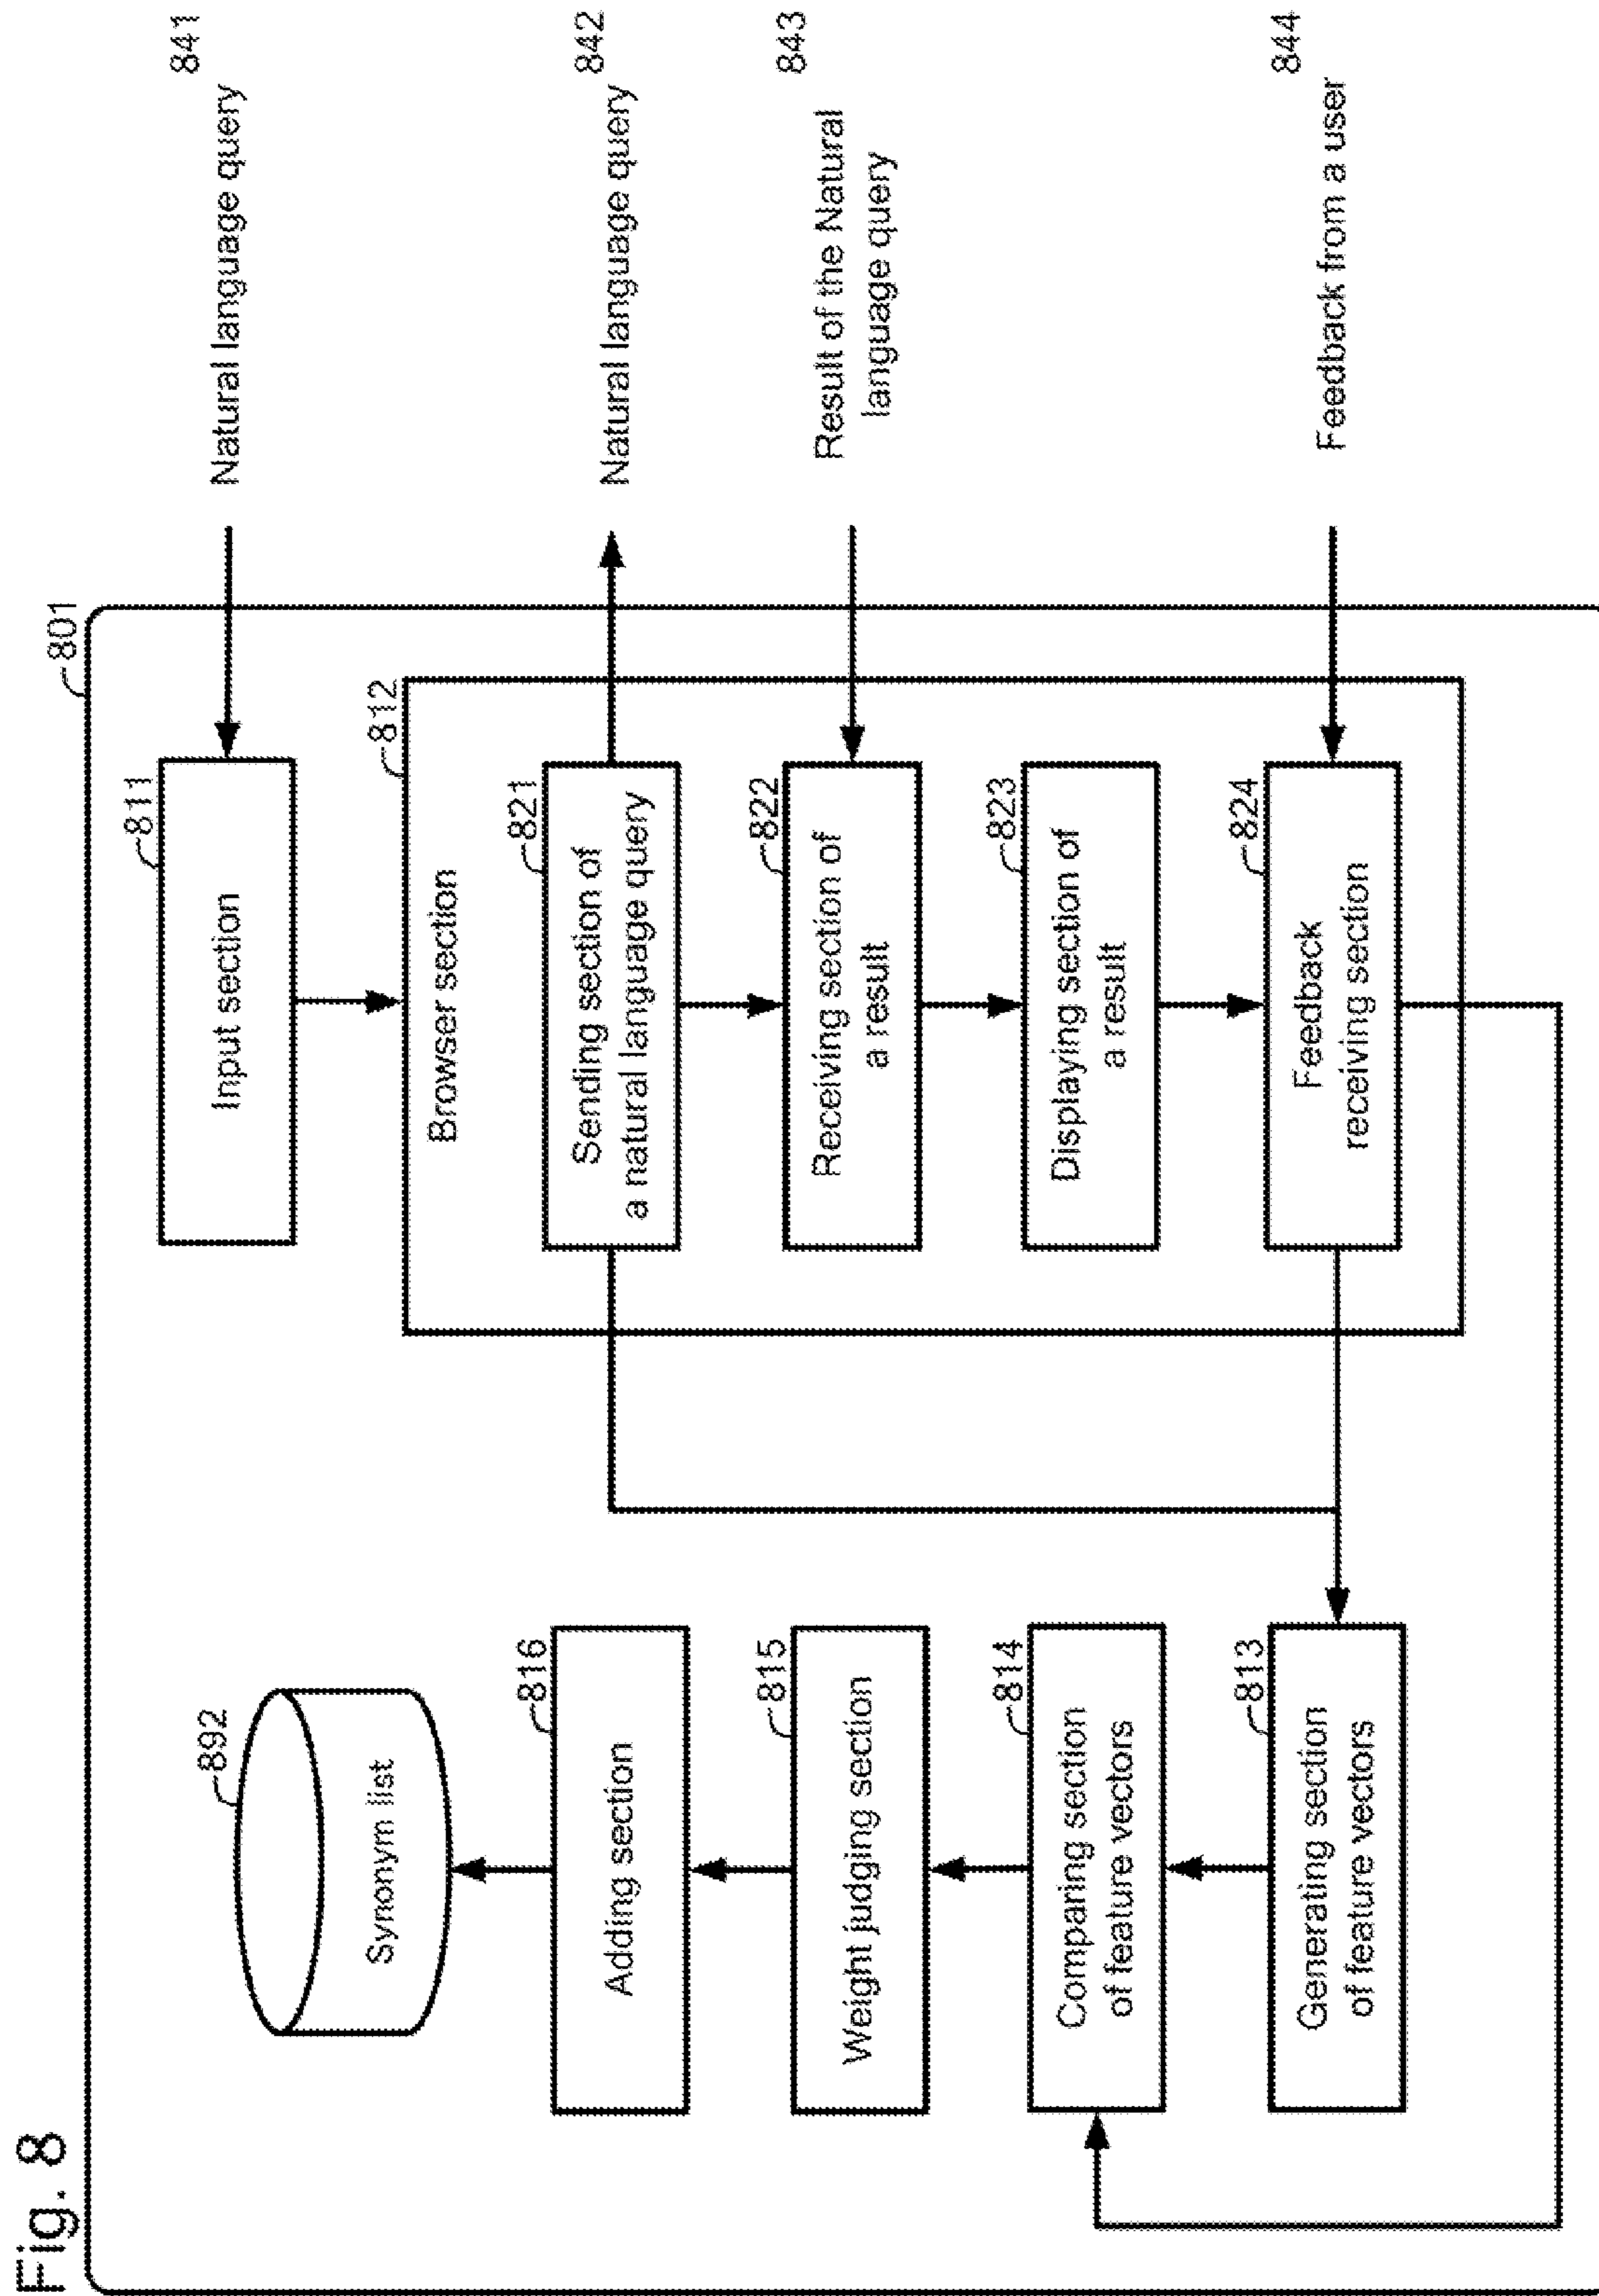 Fig. 8
801
892
Synonym list
816
Adding section
815
Weight judging section
814
Comparing section
of feature vectors
813
Generating section
of feature vectors
811
Input section
812
Browser section
821
Sending section of
a natural language query
822
Receiving section of
a result
823
Displaying section of
a result
824
Feedback
receiving section
841
Natural language query
842
Natural language query
843
Result of the Natural
language query
844
Feedback from a user